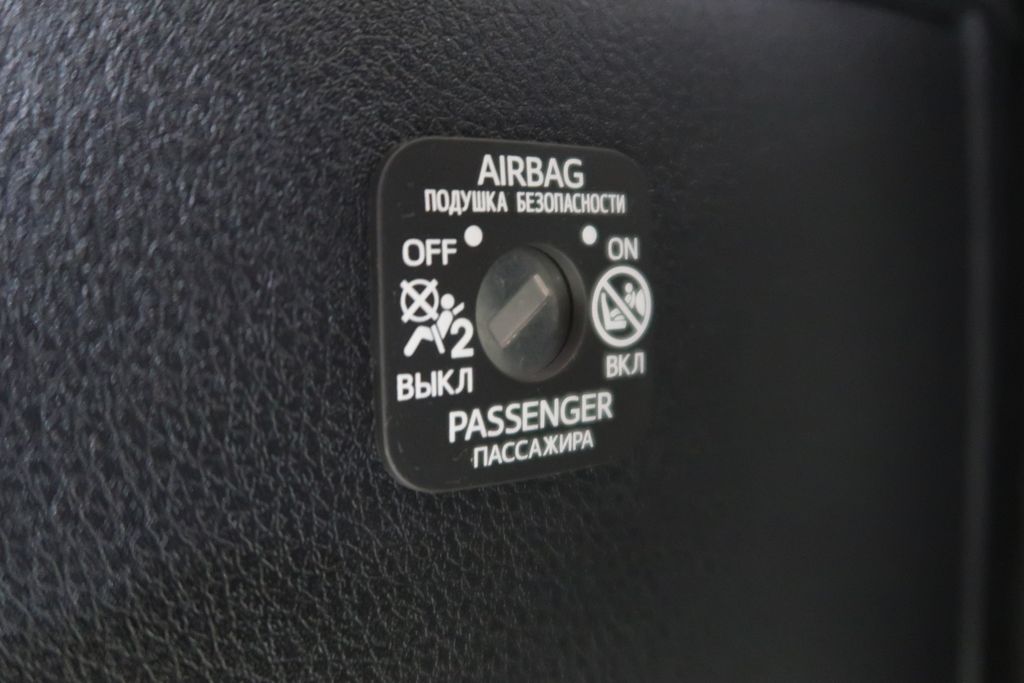 AIRBAG
ПОДУШКА БЕЗОПАСНОСТИ
OFF ON
2
ВЫКЛ ВКЛ
PASSENGER
ПАССАЖИРА